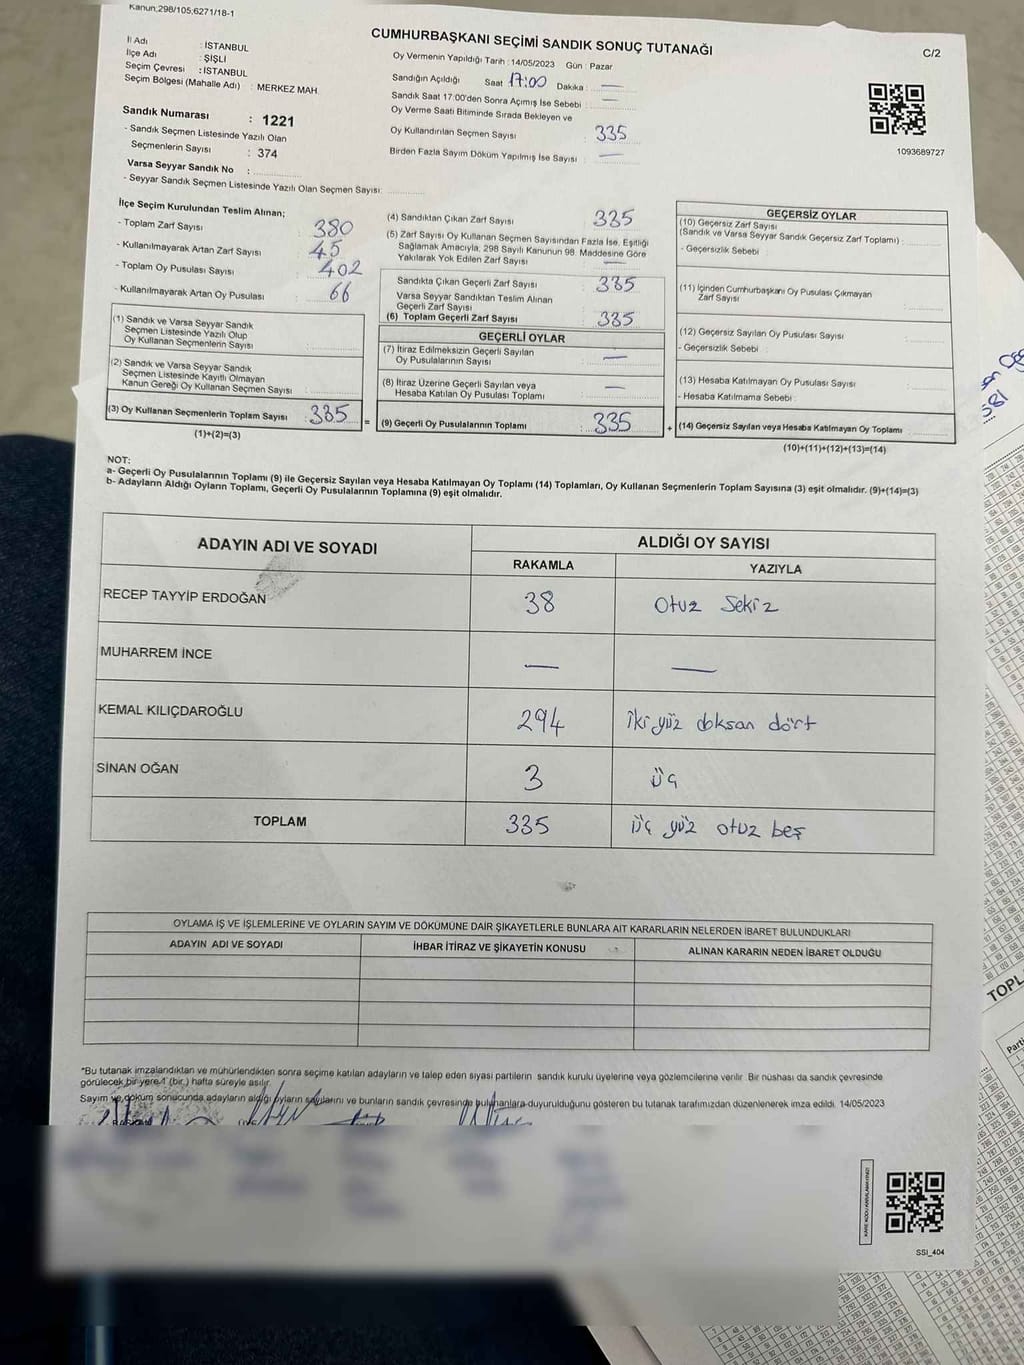 Kanun,298/105,6271/18-1
CUMHURBAŞKANI SEÇİMİ SANDIK SONUÇ TUTANAĞI
C/2
İl Adı : İSTANBUL
İlçe Adı : ŞİŞLİ
Seçim Çevresi : İSTANBUL
Seçim Bölgesi (Mahalle Adı) : MERKEZ MAH.
Sandık Numarası : 1221
- Sandık Seçmen Listesinde Yazılı Olan
Seçmenlerin Sayısı : 374
Varsa Seyyar Sandık No :
- Seyyar Sandık Seçmen Listesinde Yazılı Olan Seçmen Sayısı:
Oy Vermenin Yapıldığı Tarih : 14/05/2023 Gün : Pazar
Sandığın Açıldığı Saat 17:00 Dakika : —
Sandık Saat 17:00'den Sonra Açımış İse Sebebi : —
Oy Verme Saati Bitiminde Sırada Bekleyen ve
Oy Kullandırılan Seçmen Sayısı : 335
Birden Fazla Sayım Döküm Yapılmış İse Sayısı : —
1093689727
İlçe Seçim Kurulundan Teslim Alınan;
- Toplam Zarf Sayısı : 380
- Kullanılmayarak Artan Zarf Sayısı : 45
- Toplam Oy Pusulası Sayısı : 402
- Kullanılmayarak Artan Oy Pusulası : 66
(1) Sandık ve Varsa Seyyar Sandık
Seçmen Listesinde Yazılı Olup
Oy Kullanan Seçmenlerin Sayısı :
(2) Sandık ve Varsa Seyyar Sandık
Seçmen Listesinde Kayıtlı Olmayan
Kanun Gereği Oy Kullanan Seçmen Sayısı :
(3) Oy Kullanan Seçmenlerin Toplam Sayısı : 335 =
(1)+(2)=(3)
(4) Sandıktan Çıkan Zarf Sayısı : 335
(5) Zarf Sayısı Oy Kullanan Seçmen Sayısından Fazla İse, Eşitliği
Sağlamak Amacıyla, 298 Sayılı Kanunun 98. Maddesine Göre
Yakılarak Yok Edilen Zarf Sayısı : —
Sandıkta Çıkan Geçerli Zarf Sayısı : 335
Varsa Seyyar Sandıktan Teslim Alınan
Geçerli Zarf Sayısı :
(6) Toplam Geçerli Zarf Sayısı : 335
GEÇERLİ OYLAR
(7) İtiraz Edilmeksizin Geçerli Sayılan
Oy Pusulalarının Sayısı : —
(8) İtiraz Üzerine Geçerli Sayılan veya
Hesaba Katılan Oy Pusulası Toplamı : —
(9) Geçerli Oy Pusulalarının Toplamı : 335 +
GEÇERSİZ OYLAR
(10) Geçersiz Zarf Sayısı
(Sandık ve Varsa Seyyar Sandık Geçersiz Zarf Toplamı) :
- Geçersizlik Sebebi :
(11) İçinden Cumhurbaşkanı Oy Pusulası Çıkmayan
Zarf Sayısı :
(12) Geçersiz Sayılan Oy Pusulası Sayısı :
- Geçersizlik Sebebi :
(13) Hesaba Katılmayan Oy Pusulası Sayısı :
- Hesaba Katılmama Sebebi :
(14) Geçersiz Sayılan veya Hesaba Katılmayan Oy Toplamı :
(10)+(11)+(12)+(13)=(14)
NOT:
a- Geçerli Oy Pusulalarının Toplamı (9) ile Geçersiz Sayılan veya Hesaba Katılmayan Oy Toplamı (14) Toplamları, Oy Kullanan Seçmenlerin Toplam Sayısına (3) eşit olmalıdır. (9)+(14)=(3)
b- Adayların Aldığı Oyların Toplamı, Geçerli Oy Pusulalarının Toplamına (9) eşit olmalıdır.
ADAYIN ADI VE SOYADI
ALDIĞI OY SAYISI
RAKAMLA YAZIYLA
RECEP TAYYİP ERDOĞAN 38 Otuz Sekiz
MUHARREM İNCE — —
KEMAL KILIÇDAROĞLU 294 İki yüz doksan dört
SİNAN OĞAN 3 üç
TOPLAM 335 üç yüz otuz beş
OYLAMA İŞ VE İŞLEMLERİNE VE OYLARIN SAYIM VE DÖKÜMÜNE DAİR ŞİKAYETLERLE BUNLARA AİT KARARLARIN NELERDEN İBARET BULUNDUKLARI
ADAYIN ADI VE SOYADI İHBAR İTİRAZ VE ŞİKAYETİN KONUSU ALINAN KARARIN NEDEN İBARET OLDUĞU
*Bu tutanak imzalandıktan ve mühürlendikten sonra seçime katılan adayların ve talep eden siyasi partilerin sandık kurulu üyelerine veya gözlemcilerine verilir. Bir nüshası da sandık çevresinde
görülecek bir yere 1 (bir ) hafta süreyle asılır.
Sayım ve döküm sonucunda adayların aldığı oyların sayılarını ve bunların sandık çevresinde bulunanlara duyurulduğunu gösteren bu tutanak tarafımızdan düzenlenerek imza edildi. 14/05/2023
SSI_404
581
TOPL
Parti